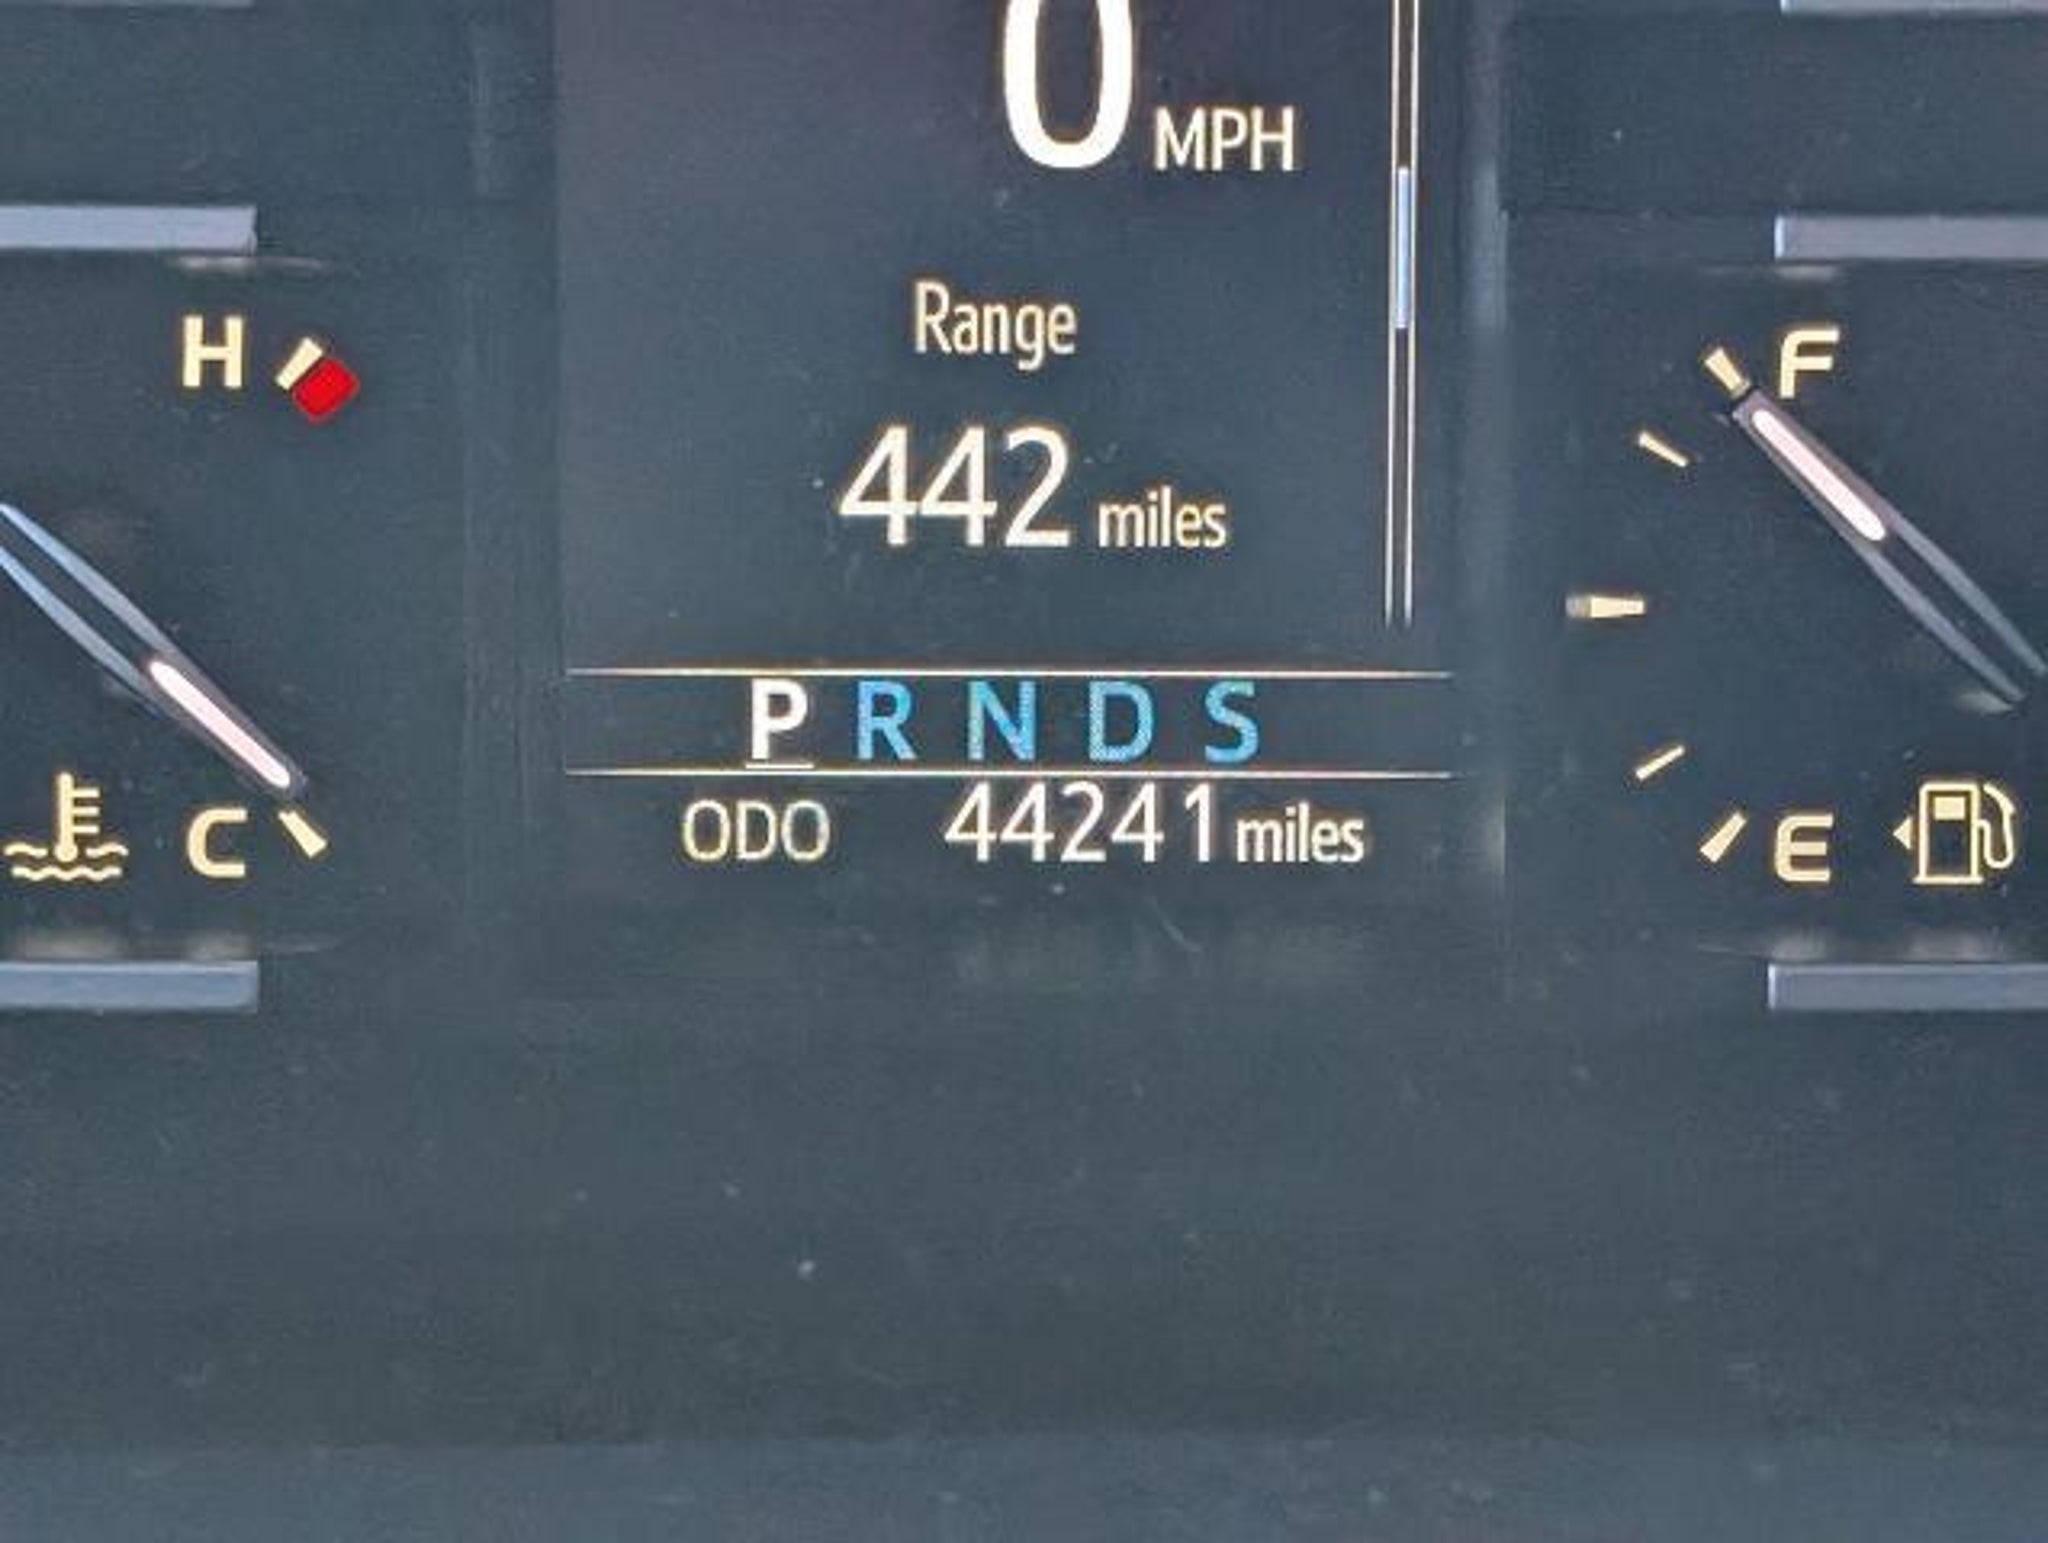 0 MPH
Range
H
F
442 miles
P R N D S
ODO 44241 miles
C
E